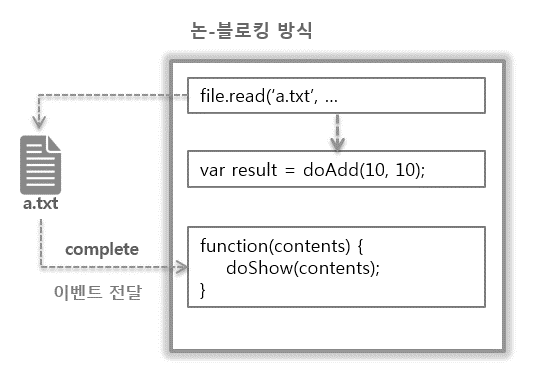 논-블로킹 방식
file.read(‘a.txt’, ...
var result = doAdd(10, 10);
a.txt
complete
이벤트 전달
function(contents) {
doShow(contents);
}